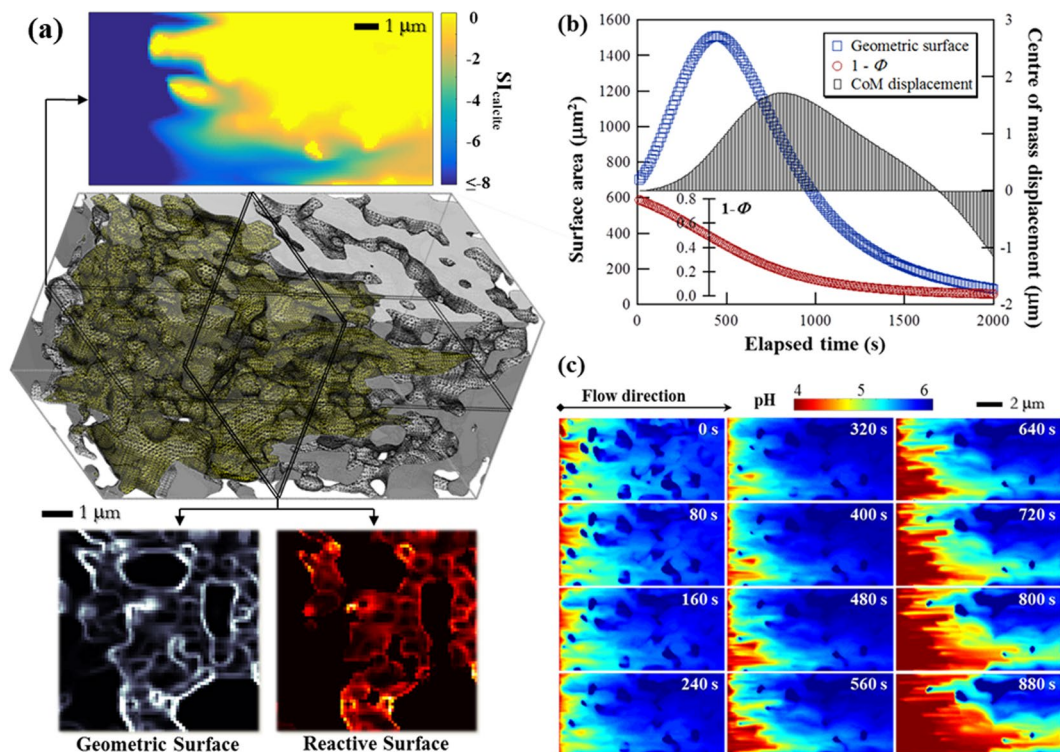 (a)
1 μm
0
-2
-4
-6
≤-8
SIcalcite
1 μm
Geometric Surface
Reactive Surface
(b)
Surface area (μm²)
1600
1400
1200
1000
800
600
400
200
0
Geometric surface
1 - Φ
CoM displacement
1-Φ
0.8
0.6
0.4
0.2
0.0
3
2
1
0
-1
-2
Centre of mass displacement (μm)
0 500 1000 1500 2000
Elapsed time (s)
(c)
Flow direction
pH 4 5 6
2 μm
0 s 320 s 640 s
80 s 400 s 720 s
160 s 480 s 800 s
240 s 560 s 880 s